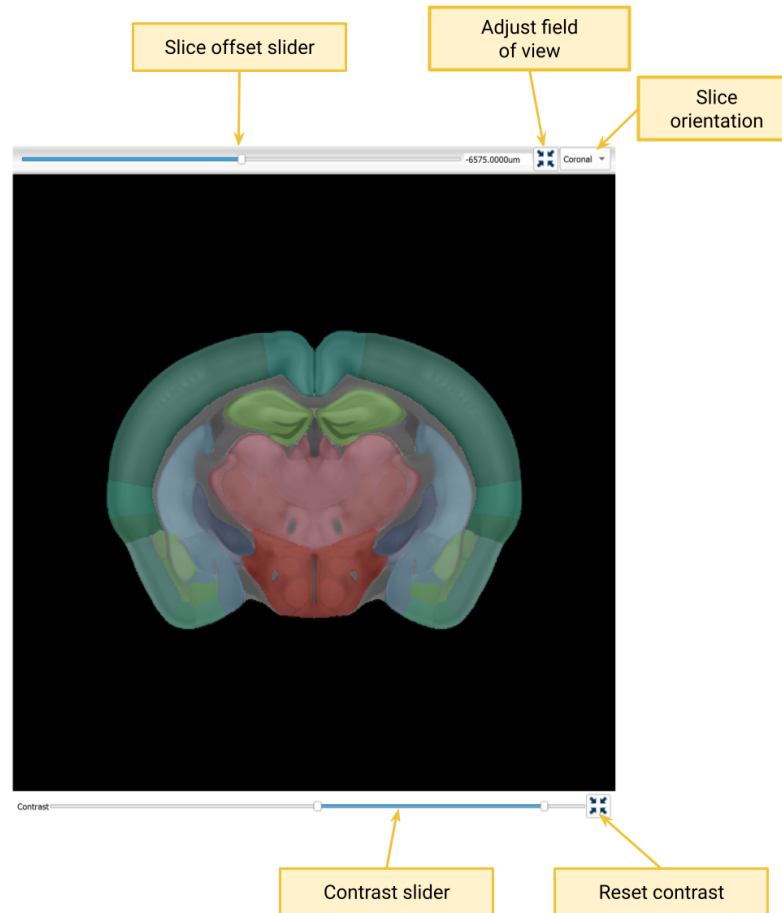 Slice offset slider
Adjust field
of view
Slice
orientation
-6575.0000um
Coronal
Contrast
Contrast slider
Reset contrast